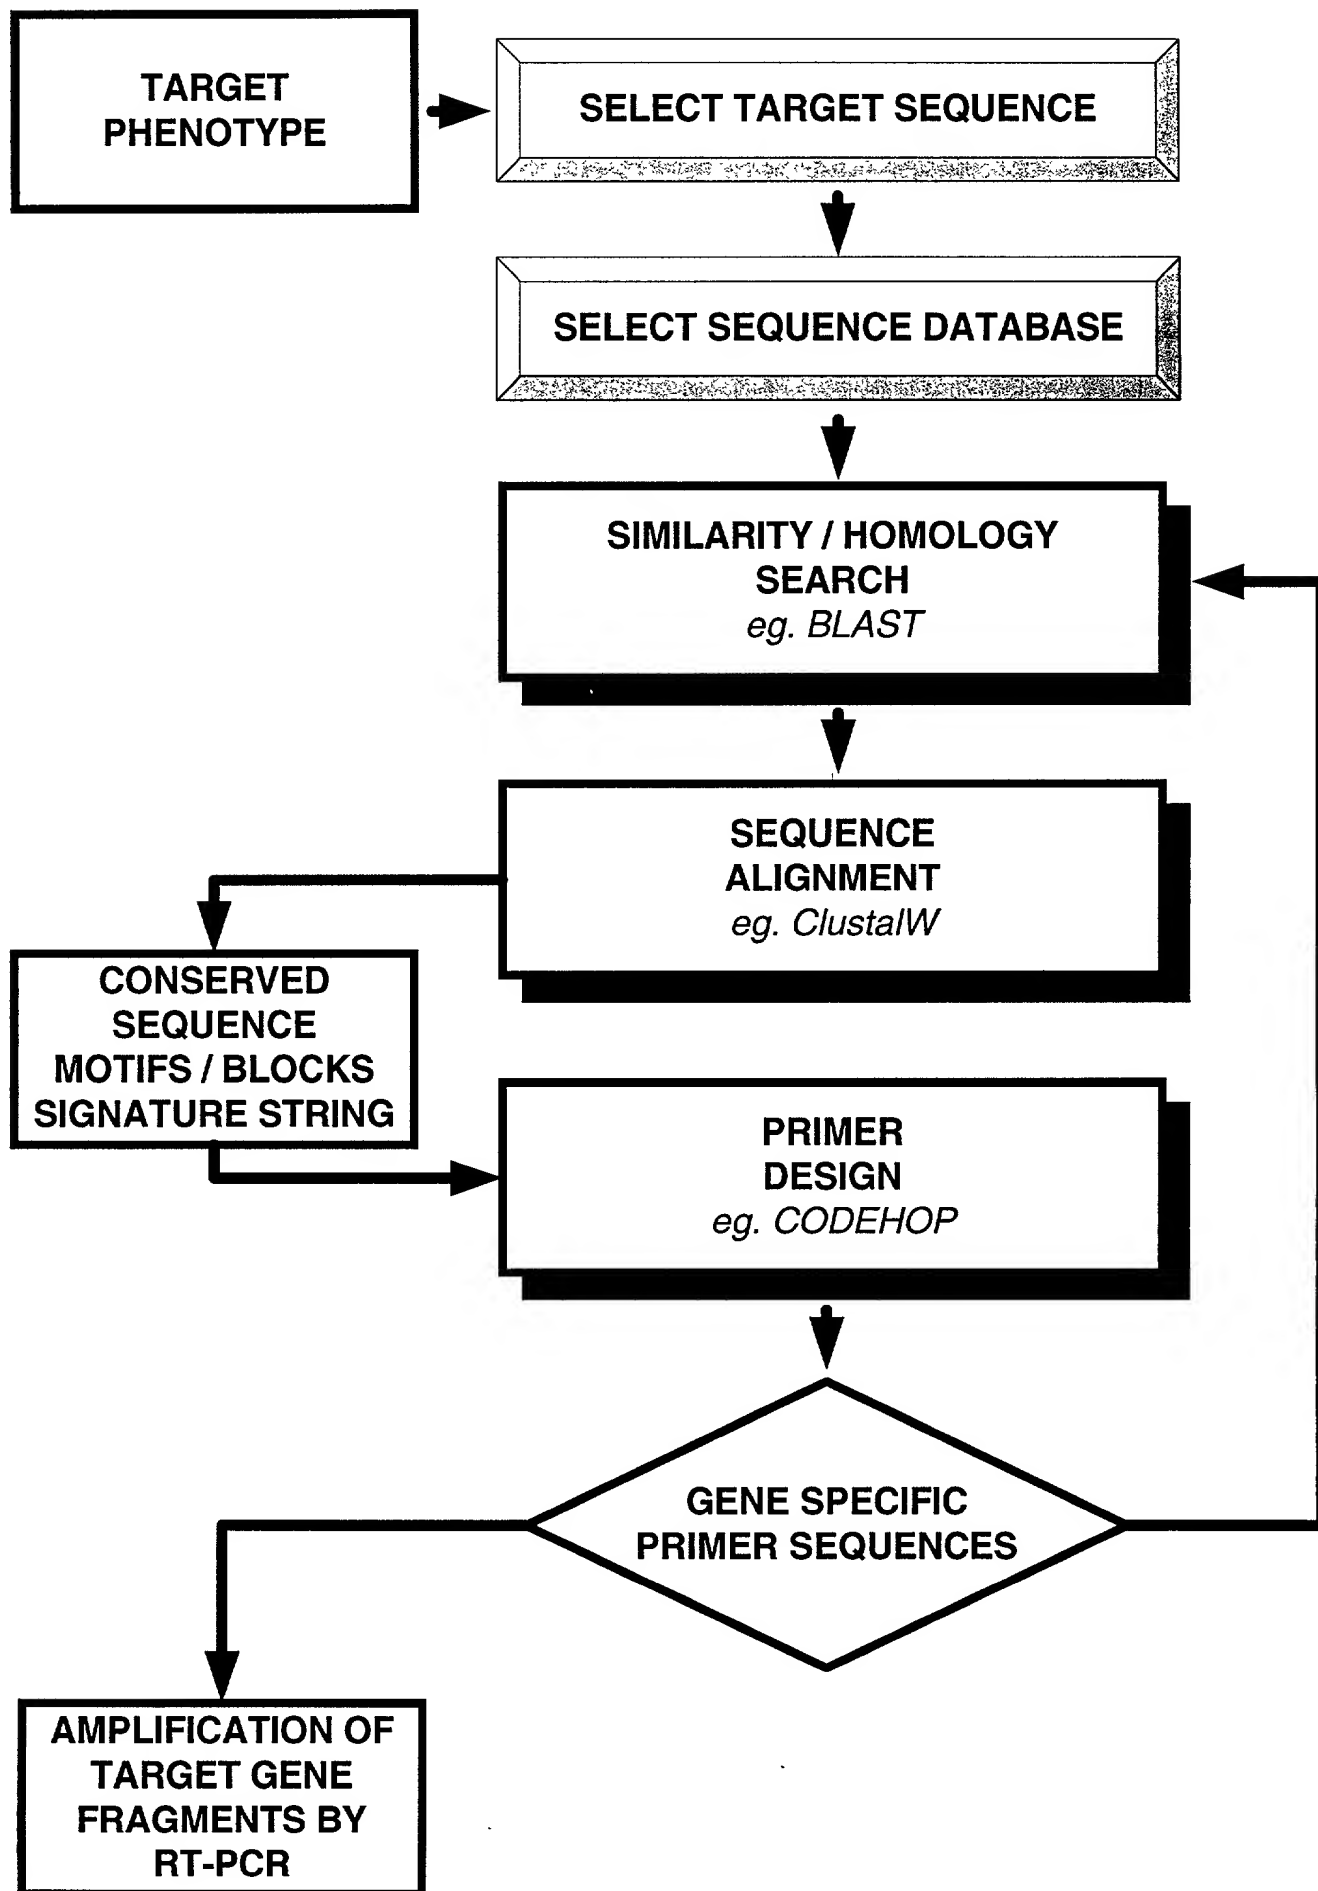 TARGET
PHENOTYPE
SELECT TARGET SEQUENCE
SELECT SEQUENCE DATABASE
SIMILARITY / HOMOLOGY
SEARCH
eg. BLAST
SEQUENCE
ALIGNMENT
eg. ClustalW
CONSERVED
SEQUENCE
MOTIFS / BLOCKS
SIGNATURE STRING
PRIMER
DESIGN
eg. CODEHOP
GENE SPECIFIC
PRIMER SEQUENCES
AMPLIFICATION OF
TARGET GENE
FRAGMENTS BY
RT-PCR